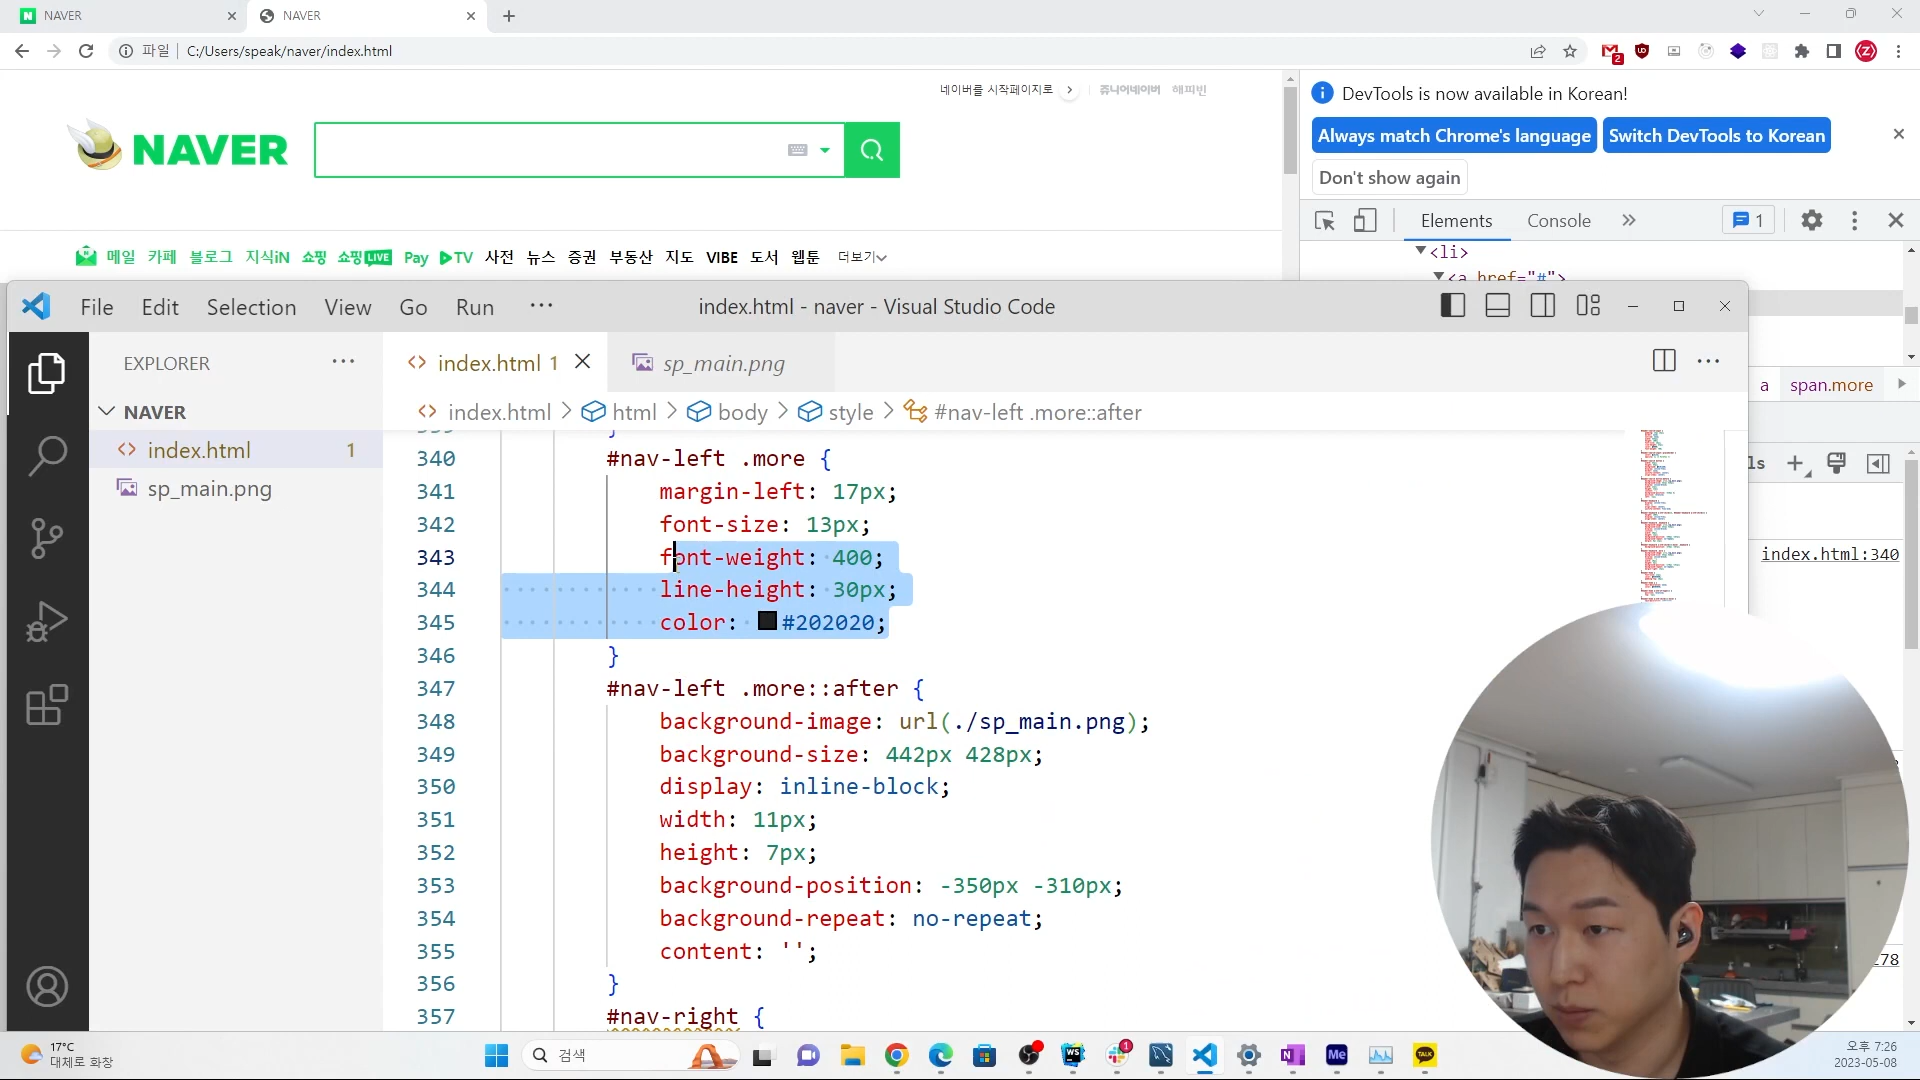 NAVER
NAVER
파일 C:/Users/speak/naver/index.html
2
네이버를 시작페이지로 쥬니어네이버 해피빈
NAVER
메일 카페 블로그 지식iN 쇼핑 쇼핑LIVE Pay TV 사전 뉴스 증권 부동산 지도 VIBE 도서 웹툰 더보기
DevTools is now available in Korean!
Always match Chrome's language Switch DevTools to Korean
Don't show again
Elements Console 1
<li>
<a href="#">
a span.more
ls
index.html:340
278
File Edit Selection View Go Run
index.html - naver - Visual Studio Code
EXPLORER
NAVER
index.html 1
sp_main.png
index.html 1 sp_main.png
index.html > html > body > style > #nav-left .more::after
340 #nav-left .more {
341 margin-left: 17px;
342 font-size: 13px;
343 font-weight: 400;
344 line-height: 30px;
345 color: #202020;
346 }
347 #nav-left .more::after {
348 background-image: url(./sp_main.png);
349 background-size: 442px 428px;
350 display: inline-block;
351 width: 11px;
352 height: 7px;
353 background-position: -350px -310px;
354 background-repeat: no-repeat;
355 content: '';
356 }
357 #nav-right {
17°C
대체로 화창
검색
WS
1
Me
TALK
오후 7:26
2023-05-08